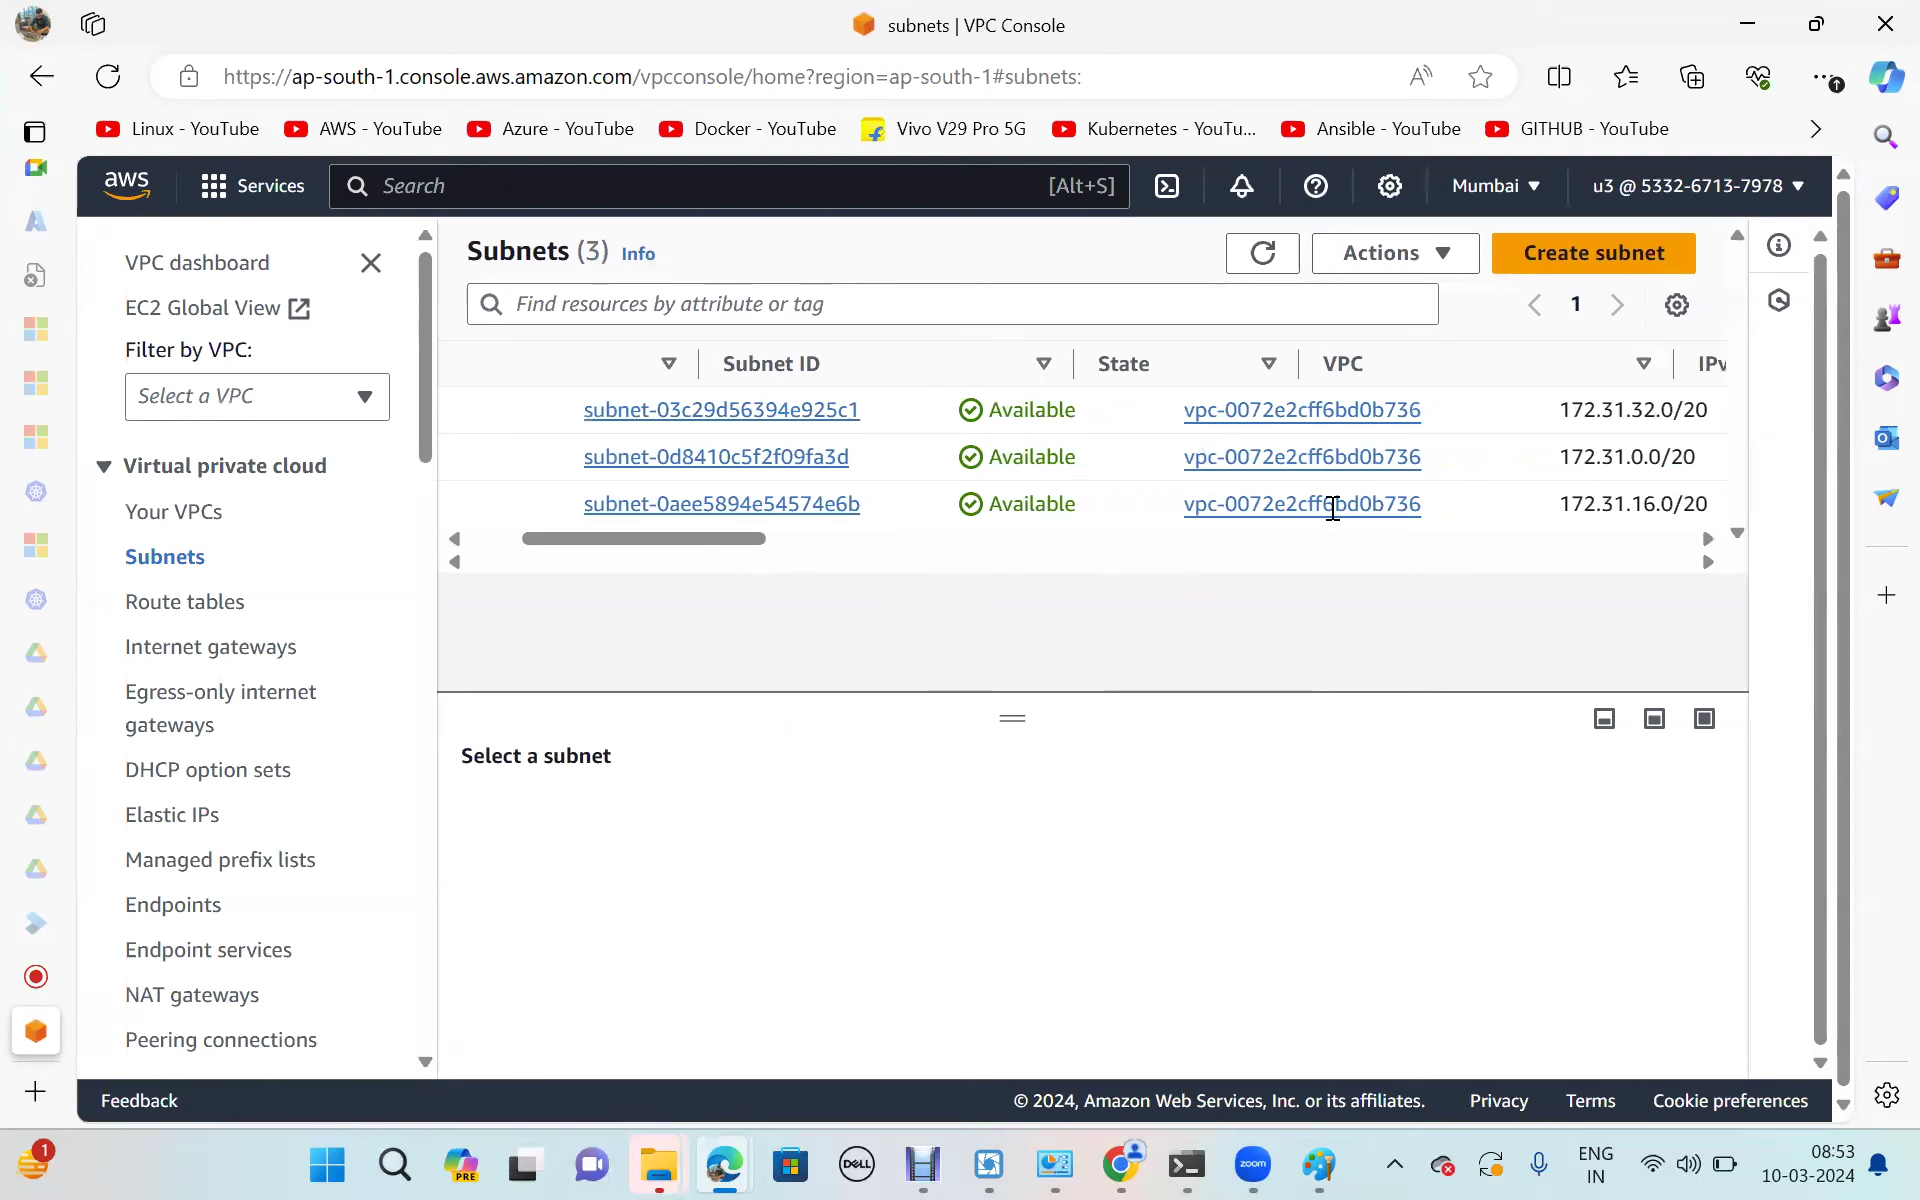 subnets | VPC Console
https://ap-south-1.console.aws.amazon.com/vpcconsole/home?region=ap-south-1#subnets:
Linux - YouTube AWS - YouTube Azure - YouTube Docker - YouTube Vivo V29 Pro 5G Kubernetes - YouTu... Ansible - YouTube GITHUB - YouTube
aws Services Search [Alt+S] Mumbai u3 @ 5332-6713-7978
VPC dashboard
EC2 Global View
Filter by VPC:
Select a VPC
Virtual private cloud
Your VPCs
Subnets
Route tables
Internet gateways
Egress-only internet
gateways
DHCP option sets
Elastic IPs
Managed prefix lists
Endpoints
Endpoint services
NAT gateways
Peering connections
Subnets (3) Info Actions Create subnet
Find resources by attribute or tag 1
Subnet ID State VPC IPv
subnet-03c29d56394e925c1 Available vpc-0072e2cff6bd0b736 172.31.32.0/20
subnet-0d8410c5f2f09fa3d Available vpc-0072e2cff6bd0b736 172.31.0.0/20
subnet-0aee5894e54574e6b Available vpc-0072e2cff6bd0b736 172.31.16.0/20
Select a subnet
Feedback © 2024, Amazon Web Services, Inc. or its affiliates. Privacy Terms Cookie preferences
1 PRE DELL zoom ENG 08:53
IN 10-03-2024